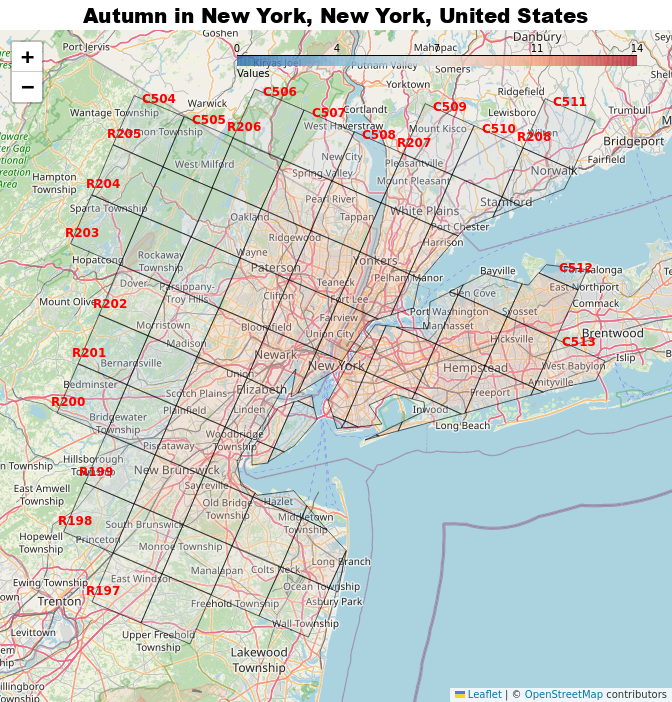 Autumn in New York, New York, United States
+
−
0 4 7 11 14
Values
Port Jervis
Goshen
Mahopac
Danbury
Kiryas Joel
Putnam Valley
Somers
Yorktown
Ridgefield
C504
Warwick
C506
C509
C511
Wantage Township
C505
C507
Cortlandt
Lewisboro
Trumbull
R205
Vernon Township
R206
West Haverstraw
C508
Mount Kisco
C510
R208
Wilton
Bridgeport
R207
Fairfield
West Milford
New City
Pleasantville
Norwalk
Hampton
Township
R204
Spring Valley
Mount Pleasant
Sparta Township
Pearl River
Stamford
Oakland
Tappan
White Plains
R203
Ridgewood
Port Chester
Harrison
Hopatcong
Rockaway
Township
Wayne
Paterson
Yonkers
Bayville
C512
Dover
Parsippany-
Troy Hills
Teaneck
Pelham Manor
Glen Cove
East Northport
Mount Olive
R202
Clifton
Fort Lee
Port Washington
Syosset
Commack
Morristown
Bloomfield
Fairview
Union City
Manhasset
Hicksville
Brentwood
R201
Madison
Newark
New York
Hempstead
C513
Islip
Bernardsville
Union
West Babylon
Bedminster
Scotch Plains
Elizabeth
Freeport
Amityville
R200
Plainfield
Linden
Inwood
Bridgewater
Township
Long Beach
Woodbridge
Township
Piscataway
Hillsborough
Township
R199
New Brunswick
East Amwell
Township
Sayreville
Old Bridge
Township
Hazlet
R198
South Brunswick
Middletown
Township
Hopewell
Township
Princeton
Monroe Township
Long Branch
Ewing Township
East Windsor
Manalapan
Colts Neck
R197
Ocean Township
Trenton
Freehold Township
Asbury Park
Levittown
Upper Freehold
Township
Wall Township
Lakewood
Township
Leaflet | © OpenStreetMap contributors